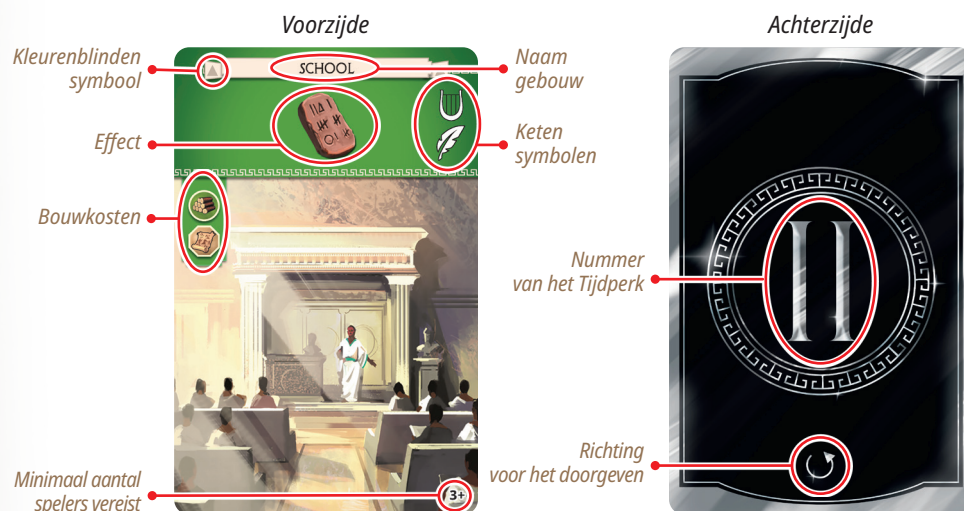 Voorzijde
Achterzijde
Kleurenblinden
symbool
SCHOOL
Naam
gebouw
Effect
Keten
symbolen
Bouwkosten
II
Nummer
van het Tijdperk
Richting
voor het doorgeven
Minimaal aantal
spelers vereist
3+